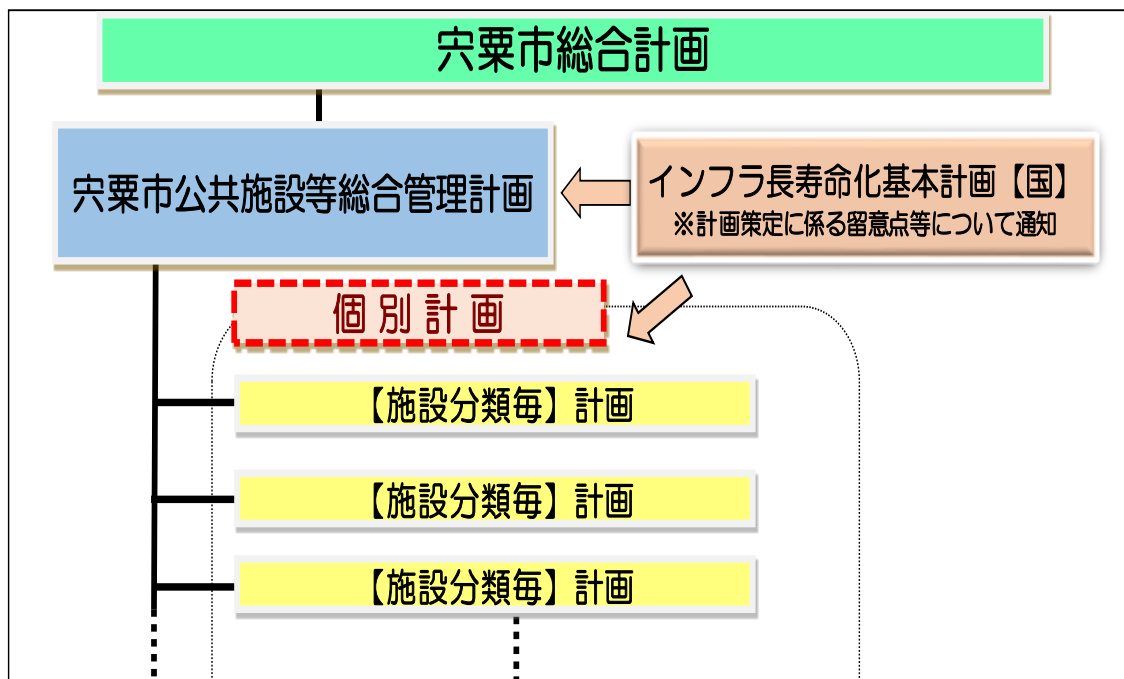 宍粟市総合計画
宍粟市公共施設等総合管理計画
インフラ長寿命化基本計画【国】
※計画策定に係る留意点等について通知
個別計画
【施設分類毎】計画
【施設分類毎】計画
【施設分類毎】計画